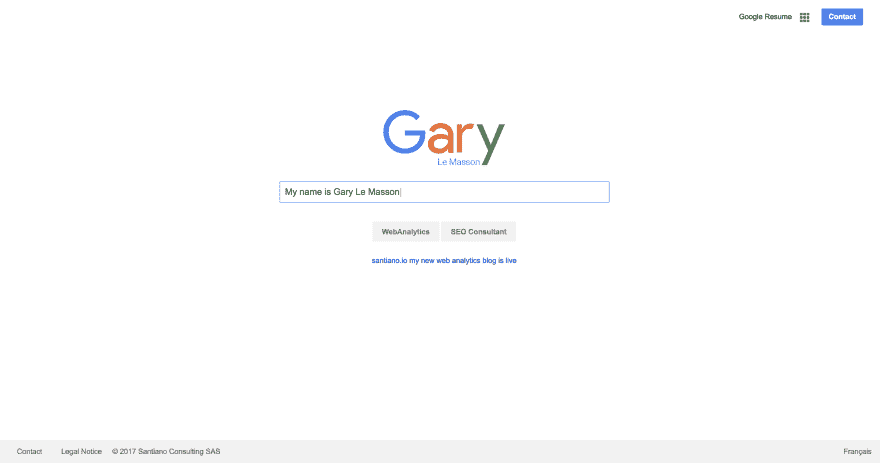 Google Resume Contact
Gary
Le Masson
My name is Gary Le Masson
WebAnalytics SEO Consultant
santiano.io my new web analytics blog is live
Contact Legal Notice © 2017 Santiano Consulting SAS Français